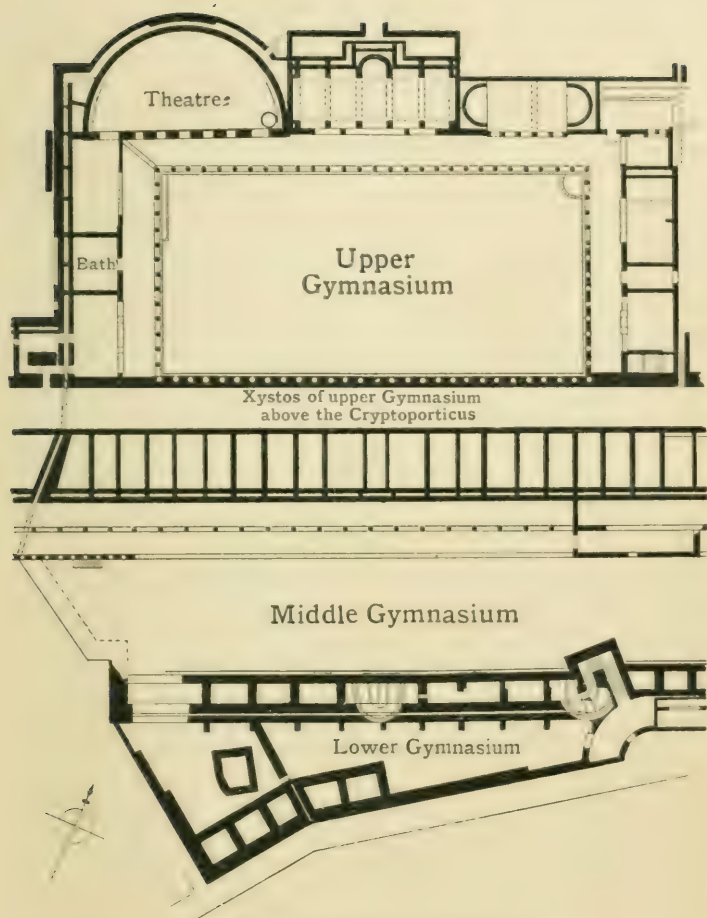 Theatre
Bath
Upper
Gymnasium
Xystos of upper Gymnasium
above the Cryptoporticus
Middle Gymnasium
Lower Gymnasium